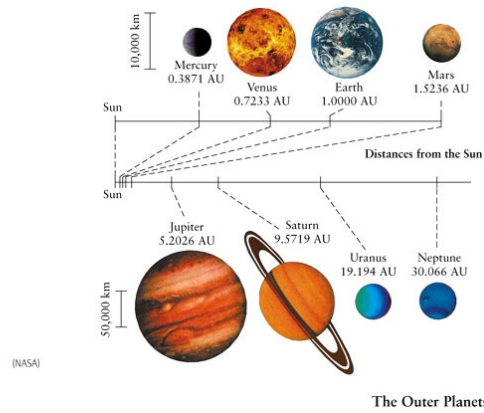 10,000 km
Mercury
0.3871 AU
Venus
0.7233 AU
Earth
1.0000 AU
Mars
1.5236 AU
Sun
Distances from the Sun
Sun
Jupiter
5.2026 AU
Saturn
9.5719 AU
Uranus
19.194 AU
Neptune
30.066 AU
50,000 km
(NASA)
The Outer Planets